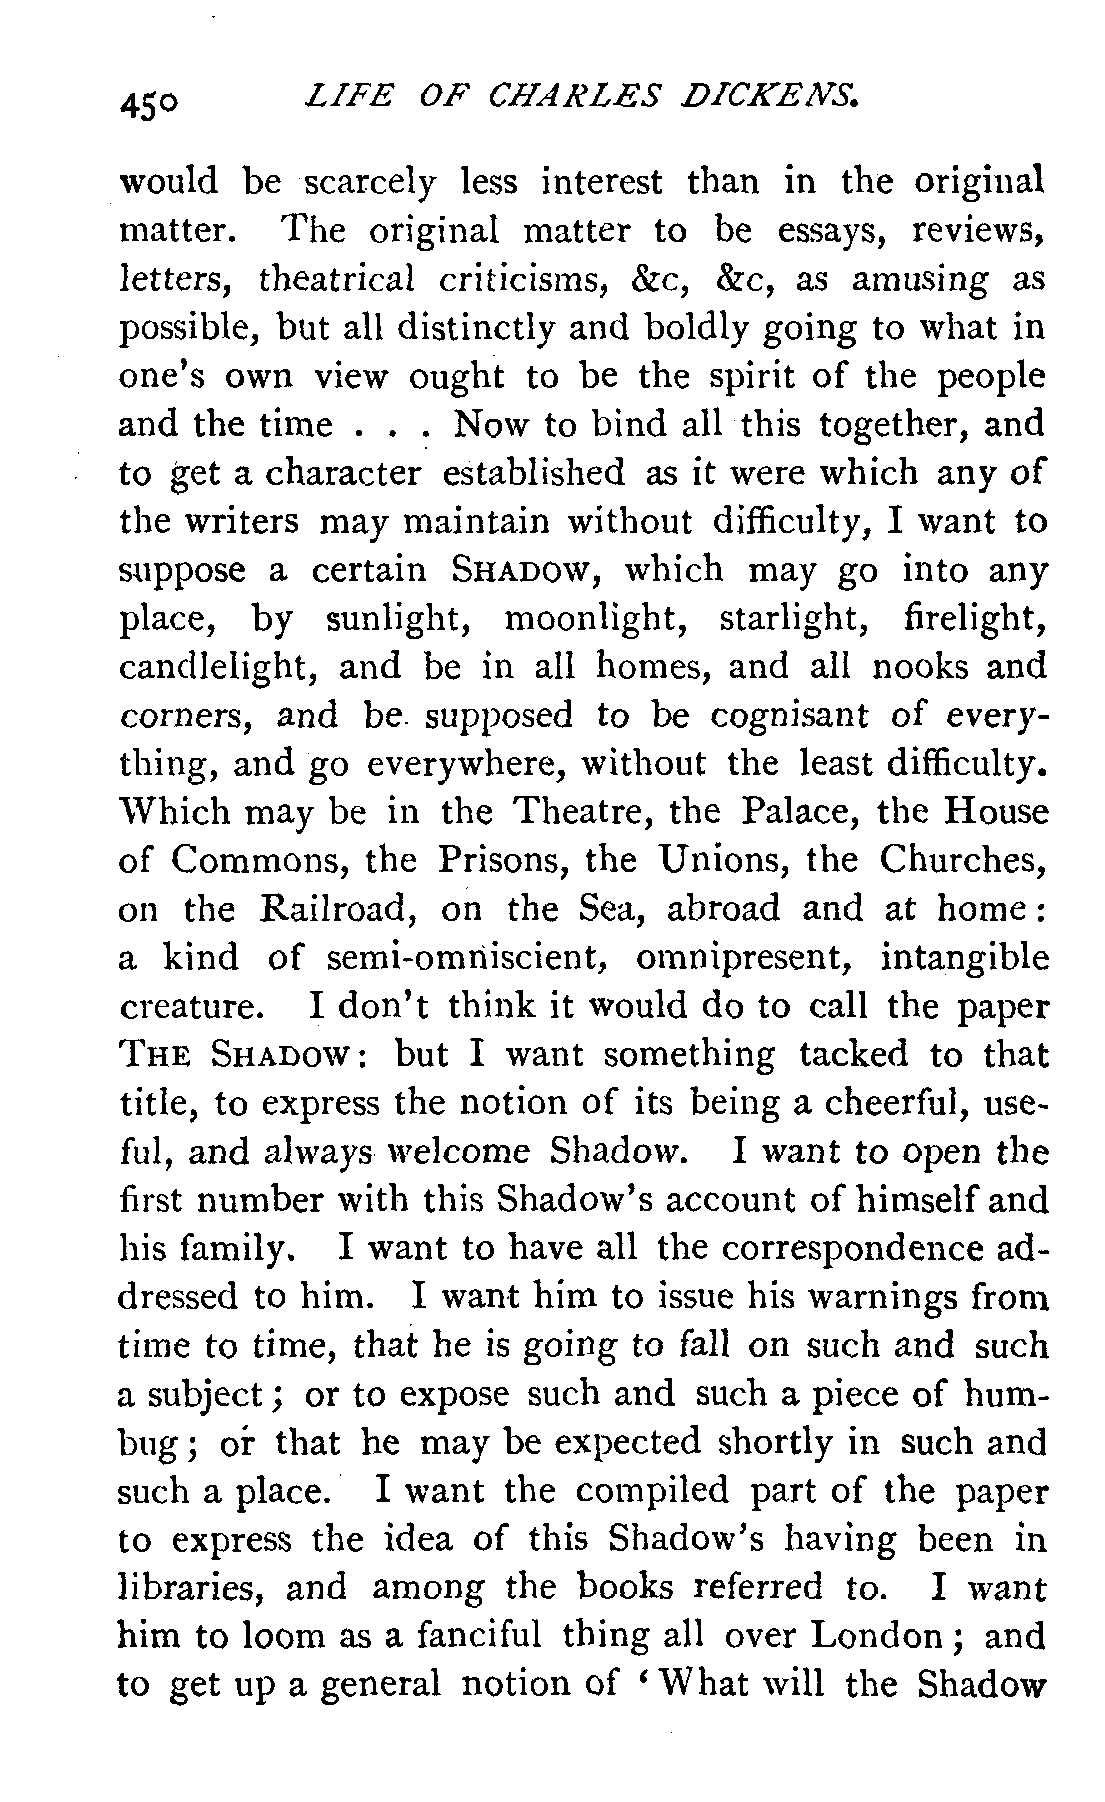 450 LIFE OF CHARLES DICKENS.
would be scarcely less interest than in the original
matter. The original matter to be essays, reviews,
letters, theatrical criticisms, &c, &c, as amusing as
possible, but all distinctly and boldly going to what in
one's own view ought to be the spirit of the people
and the time . . . Now to bind all this together, and
to get a character established as it were which any of
the writers may maintain without difficulty, I want to
suppose a certain SHADOW, which may go into any
place, by sunlight, moonlight, starlight, firelight,
candlelight, and be in all homes, and all nooks and
corners, and be supposed to be cognisant of every-
thing, and go everywhere, without the least difficulty.
Which may be in the Theatre, the Palace, the House
of Commons, the Prisons, the Unions, the Churches,
on the Railroad, on the Sea, abroad and at home :
a kind of semi-omniscient, omnipresent, intangible
creature. I don't think it would do to call the paper
THE SHADOW : but I want something tacked to that
title, to express the notion of its being a cheerful, use-
ful, and always welcome Shadow. I want to open the
first number with this Shadow's account of himself and
his family. I want to have all the correspondence ad-
dressed to him. I want him to issue his warnings from
time to time, that he is going to fall on such and such
a subject ; or to expose such and such a piece of hum-
bug ; or that he may be expected shortly in such and
such a place. I want the compiled part of the paper
to express the idea of this Shadow's having been in
libraries, and among the books referred to. I want
him to loom as a fanciful thing all over London ; and
to get up a general notion of ‘What will the Shadow